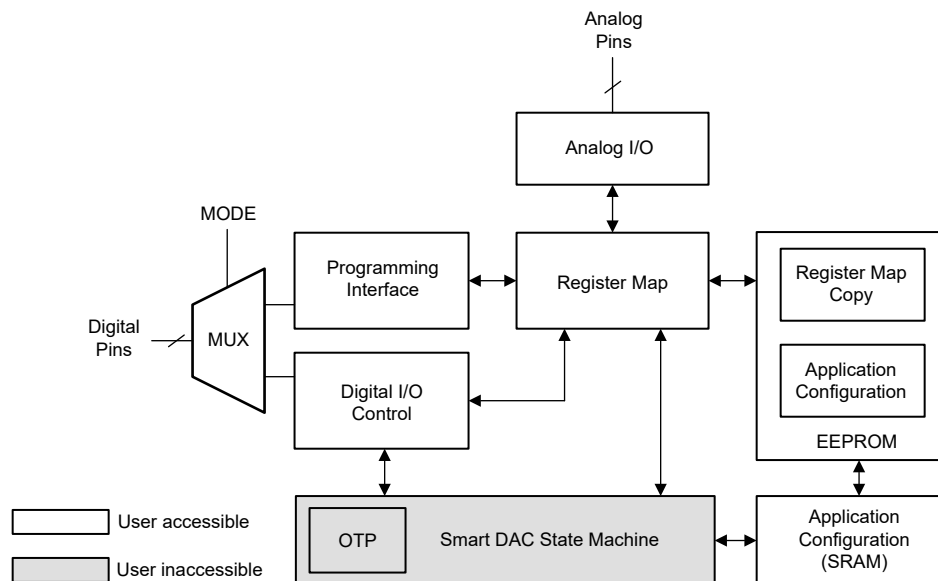 Analog
Pins
Analog I/O
MODE
Programming
Interface
Register Map
Register Map
Copy
Digital
Pins
MUX
Digital I/O
Control
Application
Configuration
EEPROM
User accessible
OTP
Smart DAC State Machine
Application
Configuration
(SRAM)
User inaccessible